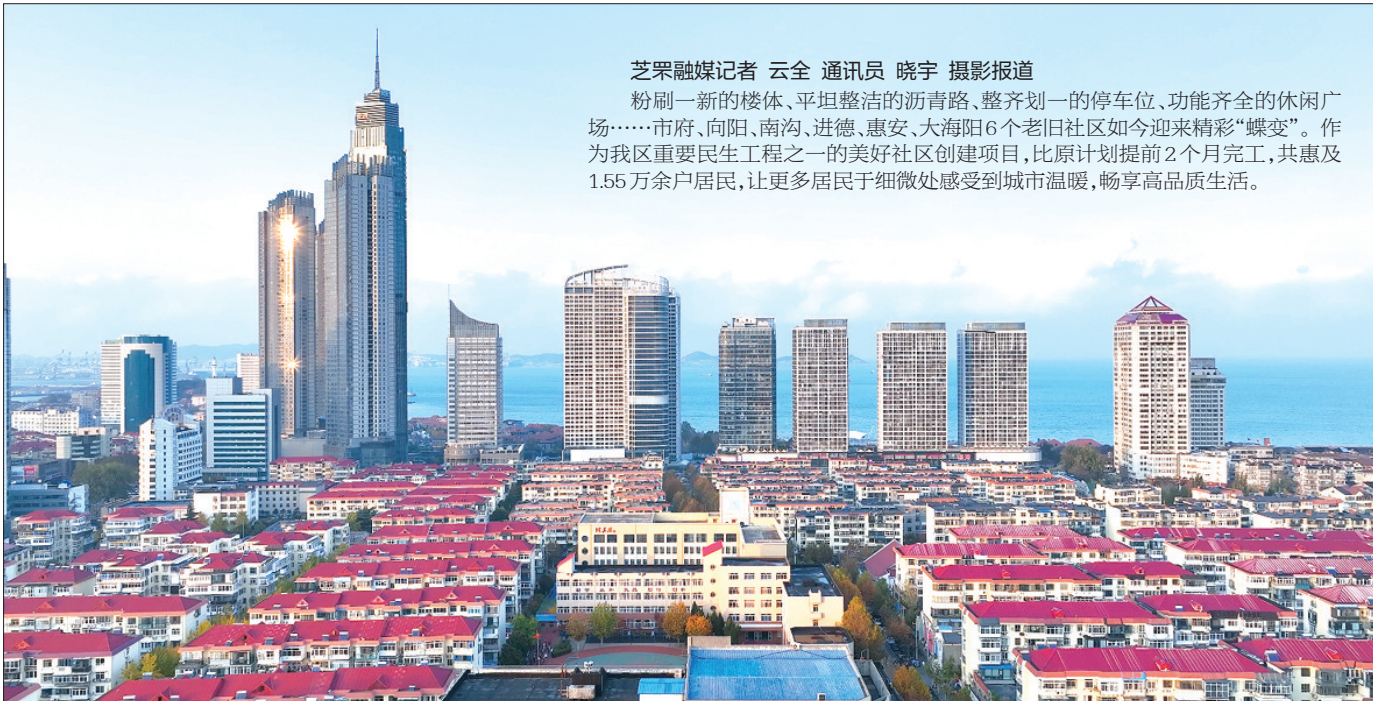 芝罘融媒记者 云全 通讯员 晓宇 摄影报道
粉刷一新的楼体、平坦整洁的沥青路、整齐划一的停车位、功能齐全的休闲广
场……市府、向阳、南沟、进德、惠安、大海阳6个老旧社区如今迎来精彩“蝶变”。作
为我区重要民生工程之一的美好社区创建项目,比原计划提前2个月完工,共惠及
1.55万余户居民,让更多居民于细微处感受到城市温暖,畅享高品质生活。